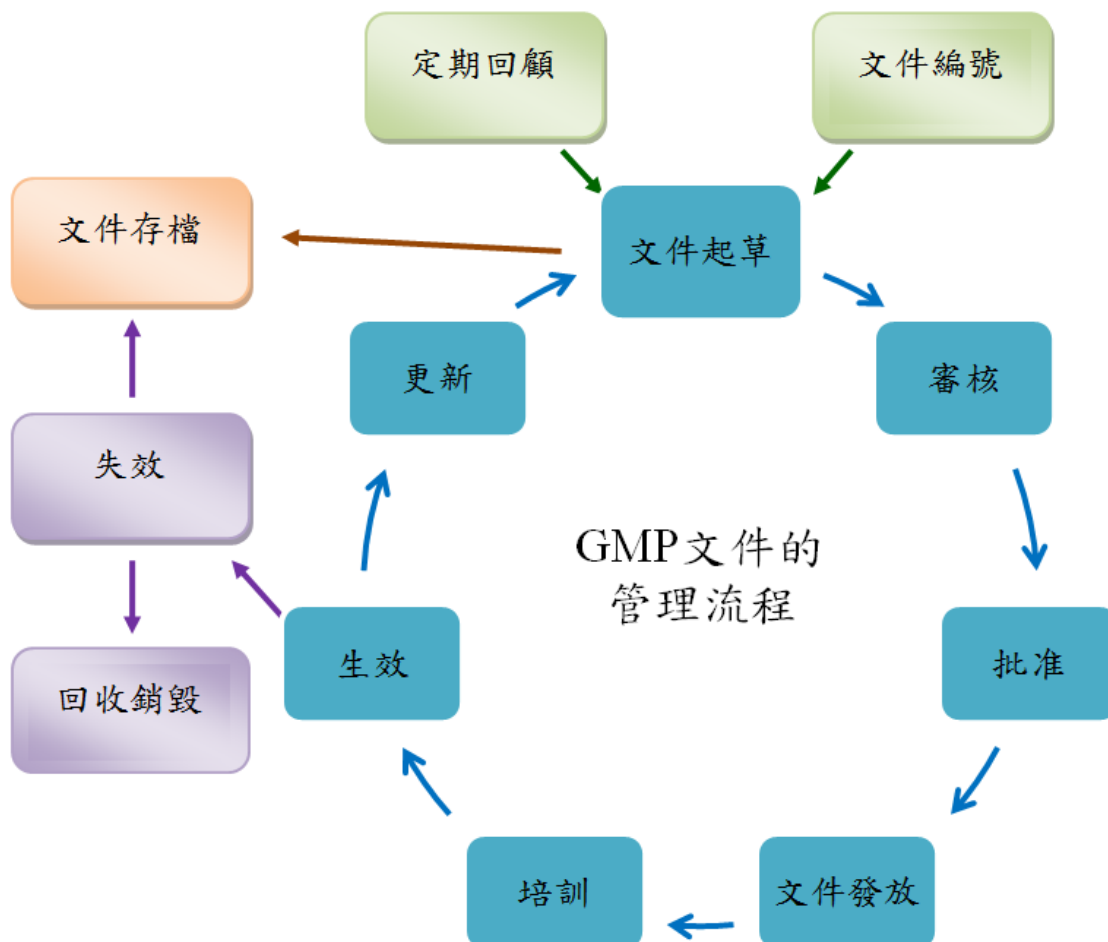 定期回顧
文件編號
文件存檔
文件起草
更新
審核
失效
GMP文件的
管理流程
生效
批准
回收銷毀
培訓
文件發放